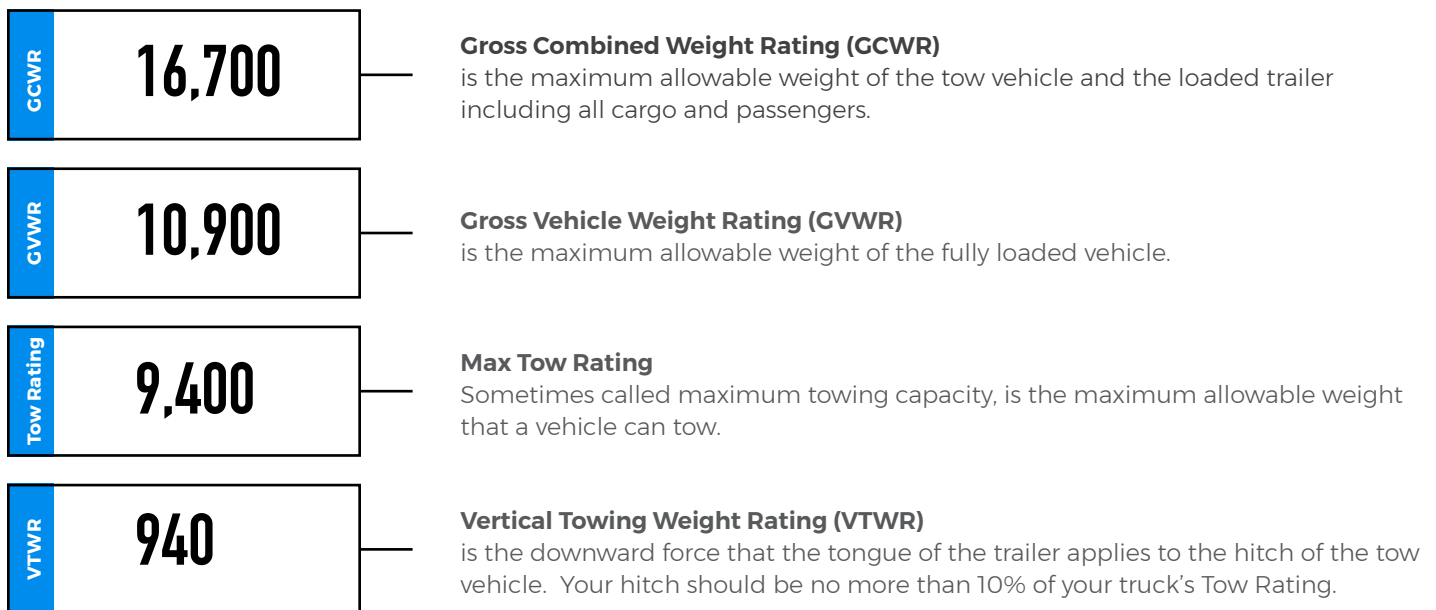 GCWR
16,700
Gross Combined Weight Rating (GCWR)
is the maximum allowable weight of the tow vehicle and the loaded trailer
including all cargo and passengers.
GVWR
10,900
Gross Vehicle Weight Rating (GVWR)
is the maximum allowable weight of the fully loaded vehicle.
Tow Rating
9,400
Max Tow Rating
Sometimes called maximum towing capacity, is the maximum allowable weight
that a vehicle can tow.
VTWR
940
Vertical Towing Weight Rating (VTWR)
is the downward force that the tongue of the trailer applies to the hitch of the tow
vehicle.  Your hitch should be no more than 10% of your truck's Tow Rating.